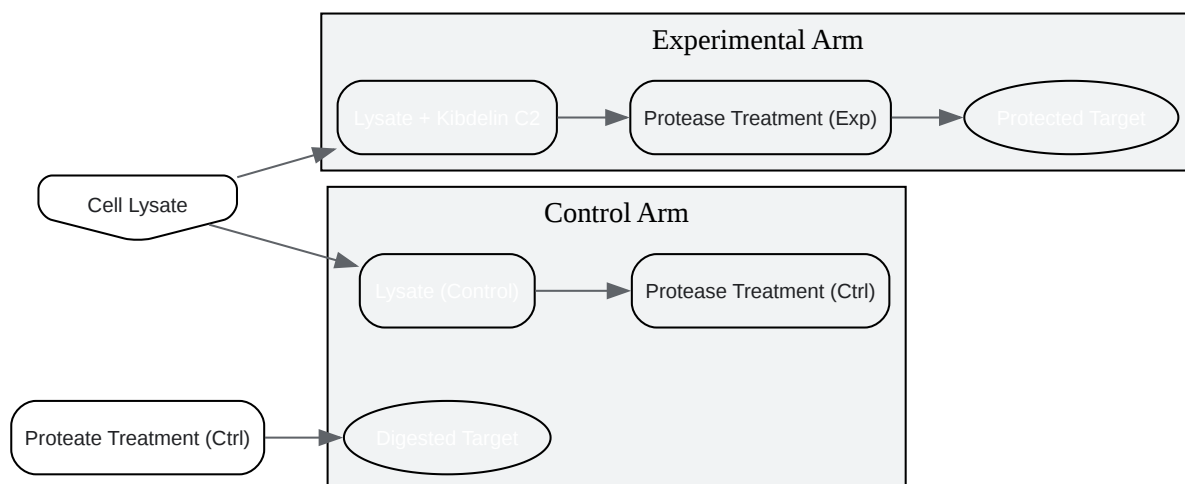 Experimental Arm
Lysate + Kibdelin C2
Protease Treatment (Exp)
Protected Target
Cell Lysate
Control Arm
Lysate (Control)
Protease Treatment (Ctrl)
Proteate Treatment (Ctrl)
Digested Target